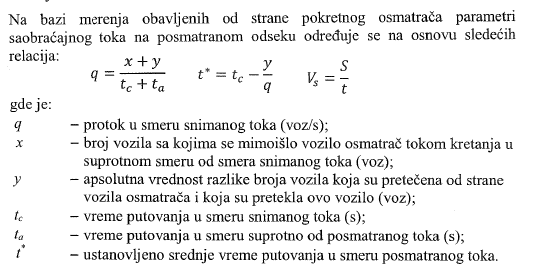 Na bazi merenja obavljenih od strane pokretnog osmatrača parametri
saobraćajnog toka na posmatranom odseku određuje se na osnovu sledećih
relacija:
q = \frac{x + y}{t_c + t_a}    t^* = t_c - \frac{y}{q}    V_s = \frac{S}{t}
gde je:
q – protok u smeru snimanog toka (voz/s);
x – broj vozila sa kojima se mimoišlo vozilo osmatrač tokom kretanja u
suprotnom smeru od smera snimanog toka (voz);
y – apsolutna vrednost razlike broja vozila koja su pretečena od strane
vozila osmatrača i koja su pretekla ovo vozilo (voz);
t_c – vreme putovanja u smeru snimanog toka (s);
t_a – vreme putovanja u smeru suprotno od posmatranog toka (s);
t^* – ustanovljeno srednje vreme putovanja u smeru posmatranog toka.